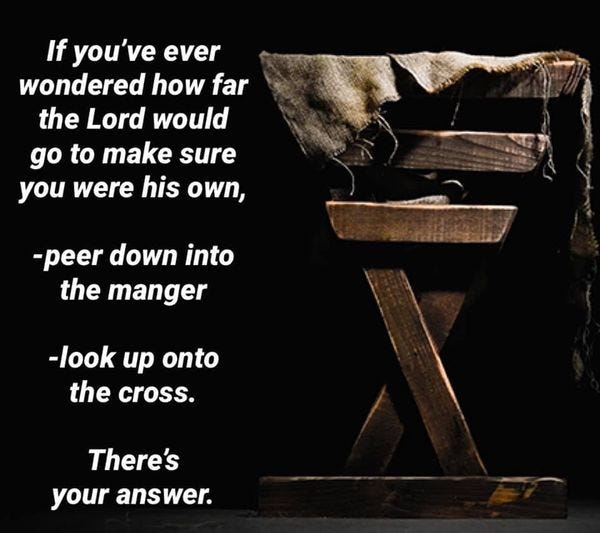 If you've ever
wondered how far
the Lord would
go to make sure
you were his own,
-peer down into
the manger
-look up onto
the cross.
There's
your answer.